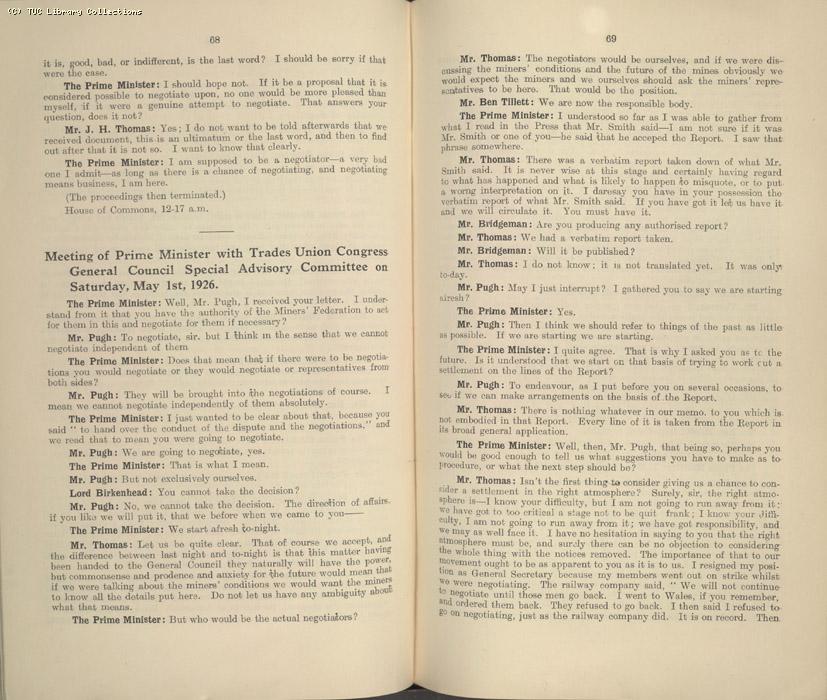 (C) TUC Library Collections
68
it is, good, bad, or indifferent, is the last word? I should be sorry if that
were the case.
The Prime Minister: I should hope not. If it be a proposal that it is
considered possible to negotiate upon, no one would be more pleased than
myself, if it were a genuine attempt to negotiate. That answers your
question, does it not?
Mr. J. H. Thomas: Yes; I do not want to be told afterwards that we
received document, this is an ultimatum or the last word, and then to find
out after that it is not so. I want to know that clearly.
The Prime Minister: I am supposed to be a negotiator—a very bad
one I admit—as long as there is a chance of negotiating, and negotiating
means business, I am here.
(The proceedings then terminated.)
House of Commons, 12-17 a.m.
Meeting of Prime Minister with Trades Union Congress
General Council Special Advisory Committee on
Saturday, May 1st, 1926.
The Prime Minister: Well, Mr. Pugh, I received your letter. I under-
stand from it that you have the authority of the Miners' Federation to act
for them in this and negotiate for them if necessary?
Mr. Pugh: To negotiate, sir. but I think in the sense that we cannot
negotiate independent of them
The Prime Minister: Does that mean that if there were to be negotia-
tions you would negotiate or they would negotiate or representatives from
both sides?
Mr. Pugh: They will be brought into the negotiations of course. I
mean we cannot negotiate independently of them absolutely.
The Prime Minister: I just wanted to be clear about that, because you
said " to hand over the conduct of the dispute and the negotiations," and
we read that to mean you were going to negotiate.
Mr. Pugh: We are going to negotiate, yes.
The Prime Minister: That is what I mean.
Mr. Pugh: But not exclusively ourselves.
Lord Birkenhead: You cannot take the decision?
Mr. Pugh: No, we cannot take the decision. The direction of affairs.
if you like we will put it, that we before when we came to you——
The Prime Minister: We start afresh to-night.
Mr. Thomas: Let us be quite clear. That of course we accept, and
the difference between last night and to-night is that this matter having
been handed to the General Council they naturally will have the power,
but commonsense and prodence and anxiety for the future would mean that
if we were talking about the miners' conditions we would want the miners
to know all the details put here. Do not let us have any ambiguity about
what that means.
The Prime Minister: But who would be the actual negotiators?
69
Mr. Thomas: The negotiators would be ourselves, and if we were dis-
cussing the miners' conditions and the future of the mines obviously we
would expect the miners and we ourselves should ask the miners' repre-
sentatives to be here. That would be the position.
Mr. Ben Tillett: We are now the responsible body.
The Prime Minister: I understood so far as I was able to gather from
what I read in the Press that Mr. Smith said—I am not sure if it was
Mr. Smith or one of you—he said that he acceped the Report. I saw that
phrase somewhere.
Mr. Thomas: There was a verbatim report taken down of what Mr.
Smith said. It is never wise at this stage and certainly having regard
to what has happened and what is likely to happen to misquote, or to put
a worng interpretation on it. I daresay you have in your possession the
verbatim report of what Mr. Smith said. If you have got it let us have it
and we will circulate it. You must have it.
Mr. Bridgeman: Are you producing any authorised report?
Mr. Thomas: We had a verbatim report taken.
Mr. Bridgeman: Will it be published?
Mr. Thomas: I do not know; it is not translated yet. It was only
to-day.
Mr. Pugh: May I just interrupt? I gathered you to say we are starting
afresh?
The Prime Minister: Yes.
Mr. Pugh: Then I think we should refer to things of the past as little
as possible. If we are starting we are starting.
The Prime Minister: I quite agree. That is why I asked you as to the
future. Is it understood that we start on that basis of trying to work out a
settlement on the lines of the Report?
Mr. Pugh: To endeavour, as I put before you on several occasions, to
see if we can make arrangements on the basis of the Report.
Mr. Thomas: There is nothing whatever in our memo. to you which is
not embodied in that Report. Every line of it is taken from the Report in
its broad general application.
The Prime Minister: Well, then, Mr. Pugh, that being so, perhaps you
would be good enough to tell us what suggestions you have to make as to
procedure, or what the next step should be?
Mr. Thomas: Isn't the first thing to consider giving us a chance to con-
sider a settlement in the right atmosphere? Surely, sir, the right atmo-
sphere is—I know your difficulty, but I am not going to run away from it;
we have got to too critical a stage not to be quit frank; I know your diffi-
culty, I am not going to run away from it; we have got responsibility, and
we may as well face it. I have no hesitation in saying to you that the right
atmosphere must be, and surely there can be no objection to considering
the whole thing with the notices removed. The importance of that to our
movement ought to be as apparent to you as it is to us. I resigned my posi-
tion as General Secretary because my members went out on strike whilst
we were negotiating. The railway company said, " We will not continue
to negotiate until those men go back. I went to Wales, if you remember,
and ordered them back. They refused to go back. I then said I refused to
go on negotiating, just as the railway company did. It is on record. Then